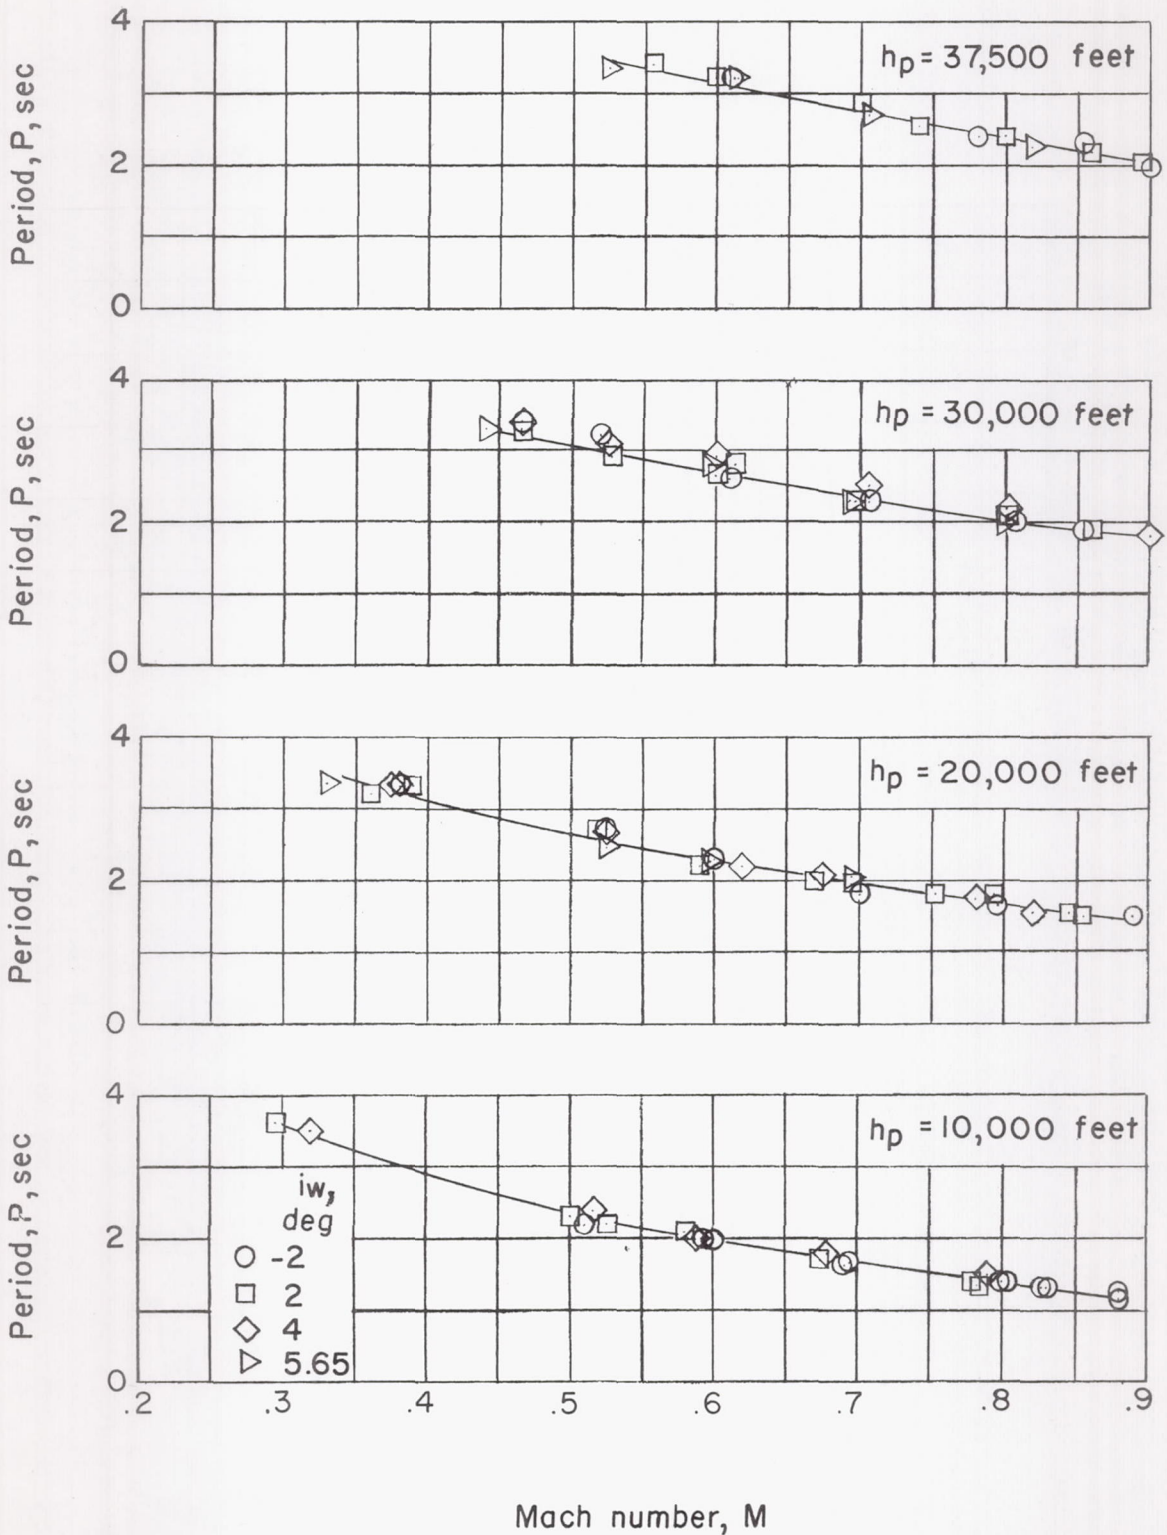 4
hp = 37,500 feet
Period, P, sec
2
0
4
hp = 30,000 feet
Period, P, sec
2
0
4
hp = 20,000 feet
Period, P, sec
2
0
4
hp = 10,000 feet
Period, P, sec
iw,
deg
2
-2
2
4
5.65
0
.2 .3 .4 .5 .6 .7 .8 .9
Mach number, M